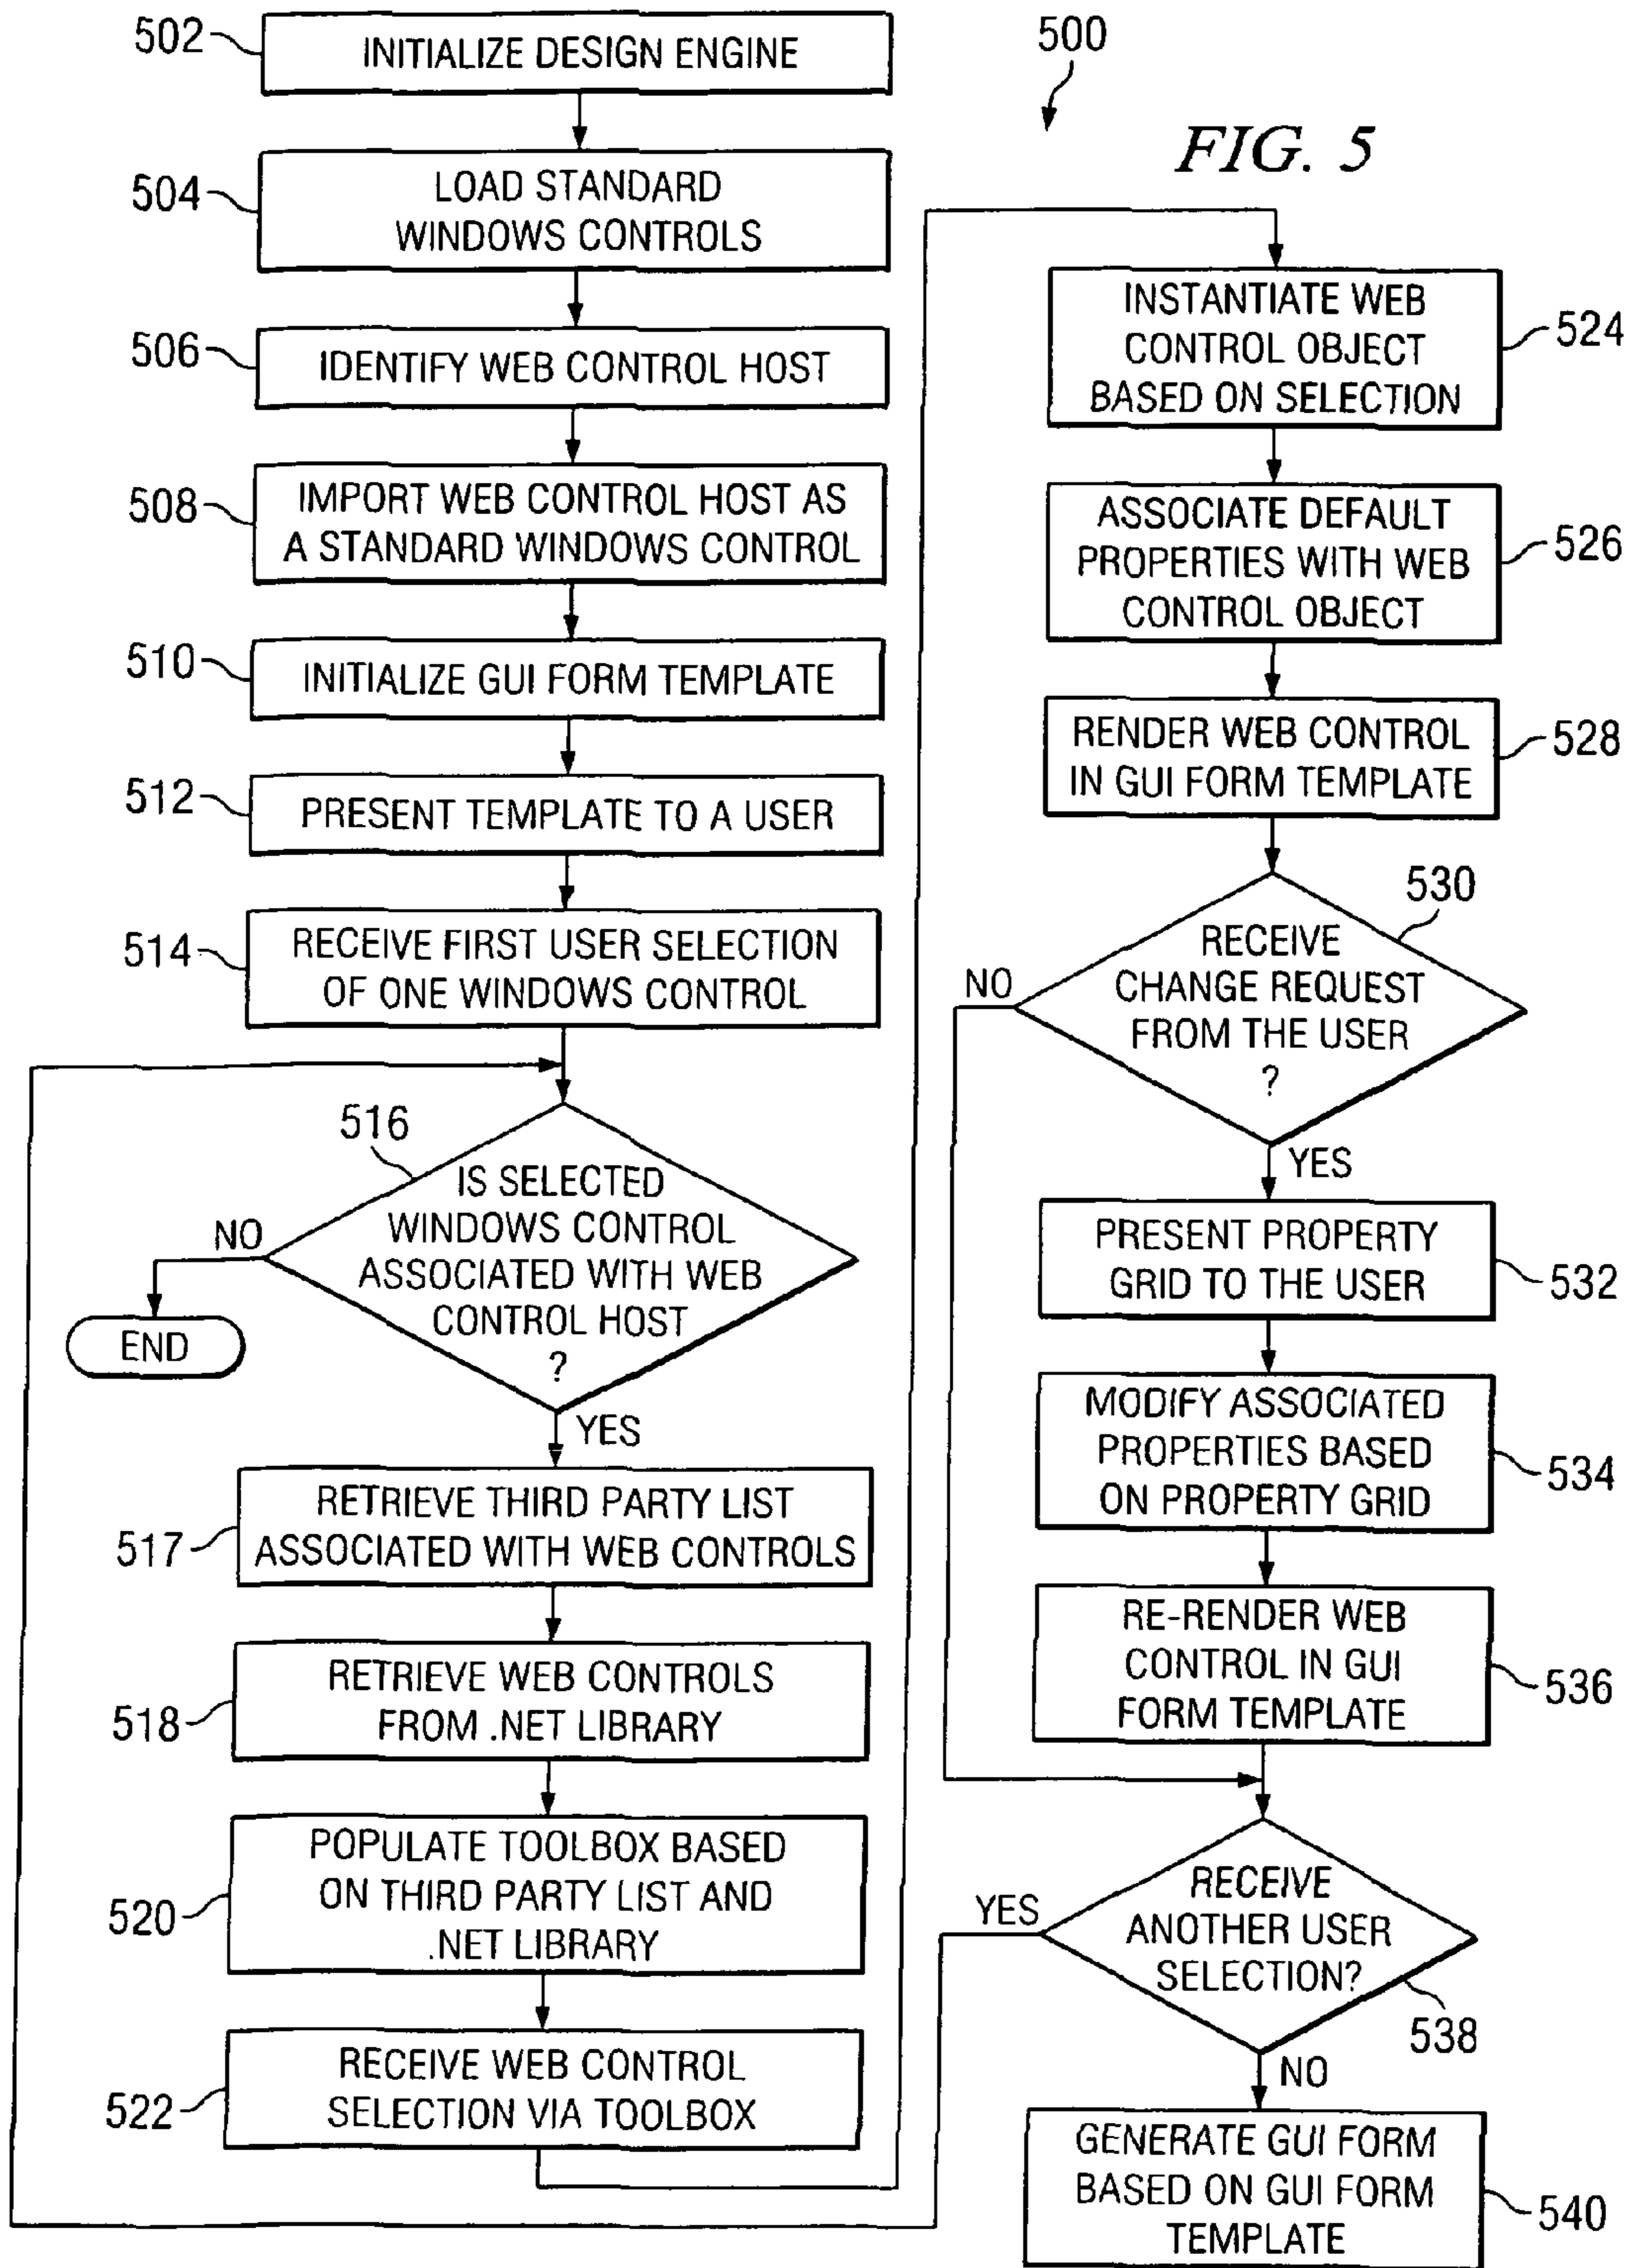 502
INITIALIZE DESIGN ENGINE
504
LOAD STANDARD
WINDOWS CONTROLS
506
IDENTIFY WEB CONTROL HOST
508
IMPORT WEB CONTROL HOST AS
A STANDARD WINDOWS CONTROL
510
INITIALIZE GUI FORM TEMPLATE
512
PRESENT TEMPLATE TO A USER
514
RECEIVE FIRST USER SELECTION
OF ONE WINDOWS CONTROL
516
IS SELECTED
WINDOWS CONTROL
ASSOCIATED WITH WEB
CONTROL HOST
?
NO
END
YES
517
RETRIEVE THIRD PARTY LIST
ASSOCIATED WITH WEB CONTROLS
518
RETRIEVE WEB CONTROLS
FROM .NET LIBRARY
520
POPULATE TOOLBOX BASED
ON THIRD PARTY LIST AND
.NET LIBRARY
522
RECEIVE WEB CONTROL
SELECTION VIA TOOLBOX
500
FIG. 5
INSTANTIATE WEB
CONTROL OBJECT
BASED ON SELECTION
524
ASSOCIATE DEFAULT
PROPERTIES WITH WEB
CONTROL OBJECT
526
RENDER WEB CONTROL
IN GUI FORM TEMPLATE
528
530
RECEIVE
CHANGE REQUEST
FROM THE USER
?
NO
YES
PRESENT PROPERTY
GRID TO THE USER
532
MODIFY ASSOCIATED
PROPERTIES BASED
ON PROPERTY GRID
534
RE-RENDER WEB
CONTROL IN GUI
FORM TEMPLATE
536
RECEIVE
ANOTHER USER
SELECTION?
YES
538
NO
GENERATE GUI FORM
BASED ON GUI FORM
TEMPLATE
540